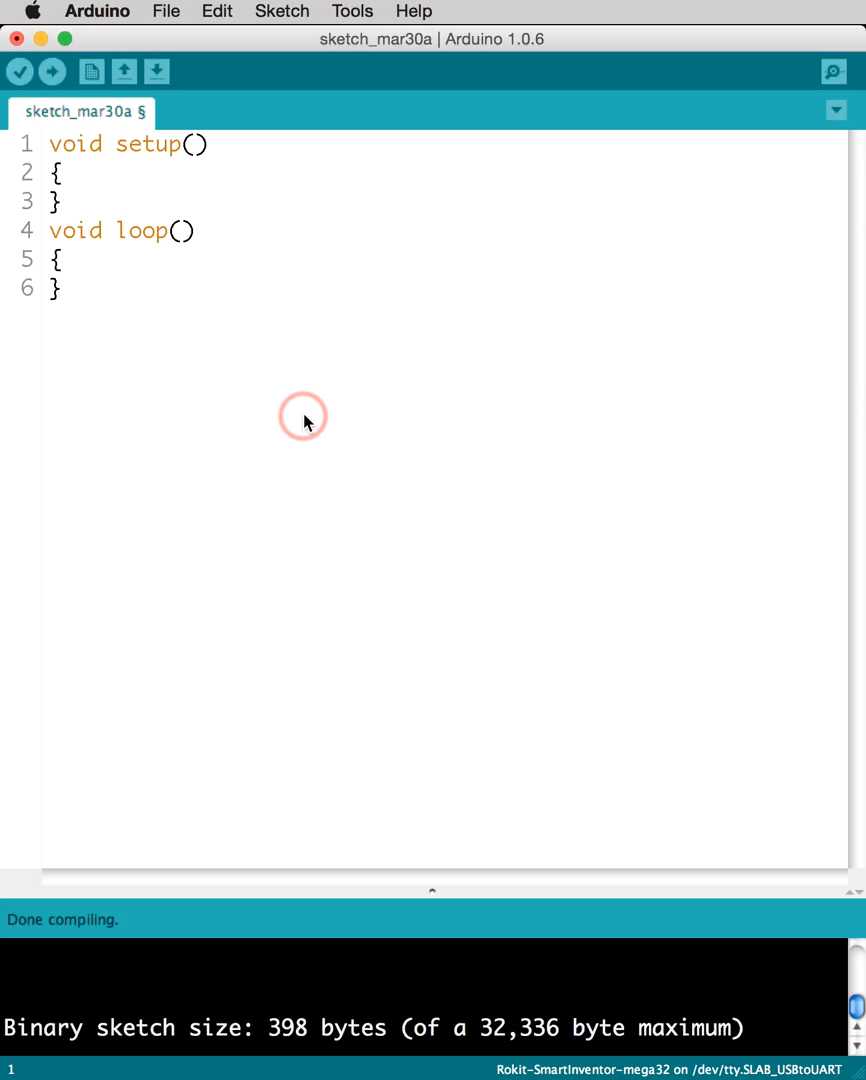 Arduino File Edit Sketch Tools Help
sketch_mar30a | Arduino 1.0.6
sketch_mar30a §
1 void setup()
2 {
3 }
4 void loop()
5 {
6 }
Done compiling.
Binary sketch size: 398 bytes (of a 32,336 byte maximum)
1 Rokit-SmartInventor-mega32 on /dev/tty.SLAB_USBtoUART